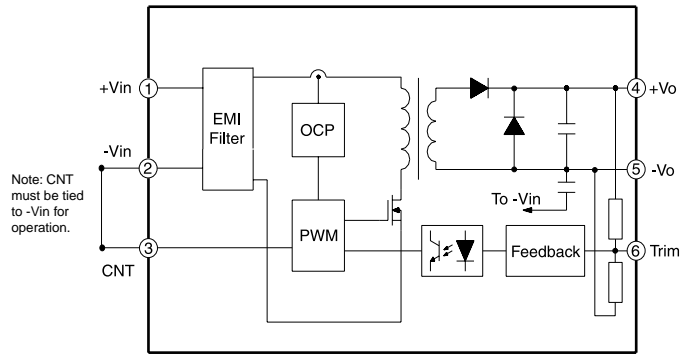 +Vin
1
EMI
Filter
OCP
4
+Vo
-Vin
2
5
-Vo
Note: CNT
must be tied
to -Vin for
operation.
To -Vin
3
CNT
PWM
Feedback
6
Trim